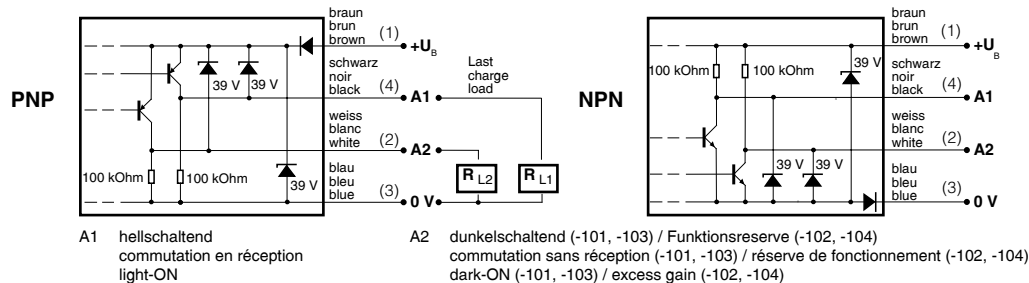 PNP
braun
brun
brown (1) +UB
39 V 39 V
schwarz
noir
black (4) A1
Last
charge
load
weiss
blanc
white (2) A2
100 kOhm 100 kOhm
39 V
RL2 RL1
blau
bleu
blue (3) 0 V
NPN
braun
brun
brown (1) +UB
100 kOhm 100 kOhm 39 V
schwarz
noir
black (4) A1
weiss
blanc
white (2) A2
39 V 39 V
blau
bleu
blue (3) 0 V
A1 hellschaltend
commutation en réception
light-ON
A2 dunkelschaltend (-101, -103) / Funktionsreserve (-102, -104)
commutation sans réception (-101, -103) / réserve de fonctionnement (-102, -104)
dark-ON (-101, -103) / excess gain (-102, -104)